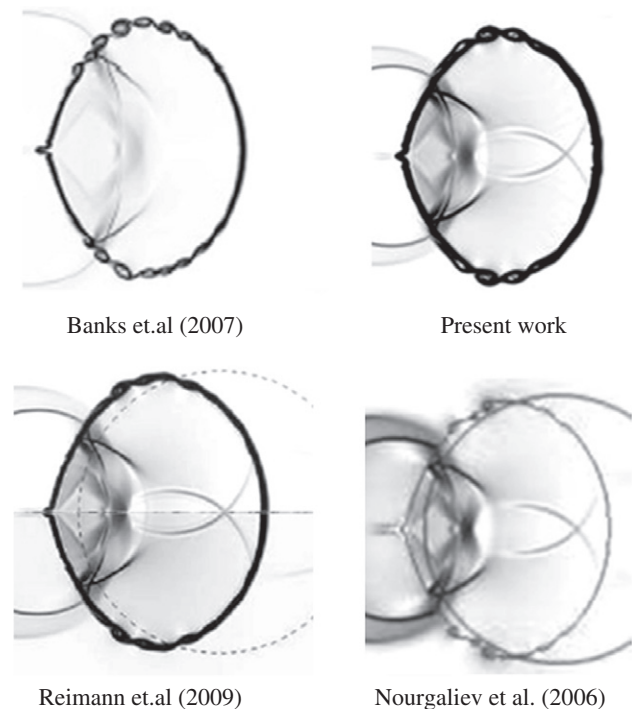 Banks et.al (2007)
Present work
Reimann et.al (2009)
Nourgaliev et al. (2006)